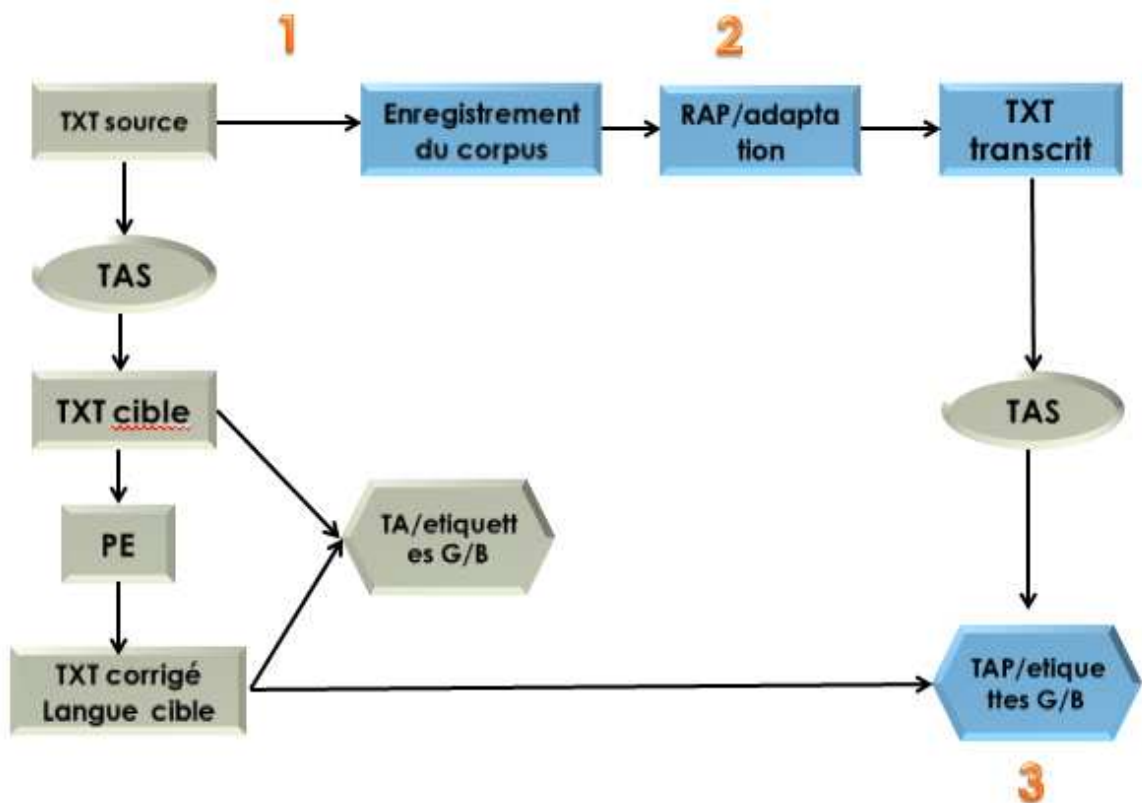 1
2
TXT source
Enregistrement
du corpus
RAP/adapta
tion
TXT
transcrit
TAS
TXT cible
TAS
PE
TA/etiquett
es G/B
TXT corrigé
Langue cible
TAP/etique
ttes G/B
3